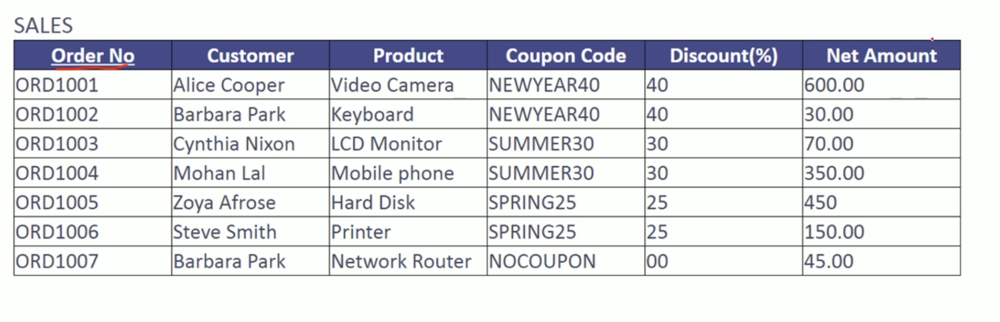 SALES
Order No Customer Product Coupon Code Discount(%) Net Amount
ORD1001 Alice Cooper Video Camera NEWYEAR40 40 600.00
ORD1002 Barbara Park Keyboard NEWYEAR40 40 30.00
ORD1003 Cynthia Nixon LCD Monitor SUMMER30 30 70.00
ORD1004 Mohan Lal Mobile phone SUMMER30 30 350.00
ORD1005 Zoya Afrose Hard Disk SPRING25 25 450
ORD1006 Steve Smith Printer SPRING25 25 150.00
ORD1007 Barbara Park Network Router NOCOUPON 00 45.00